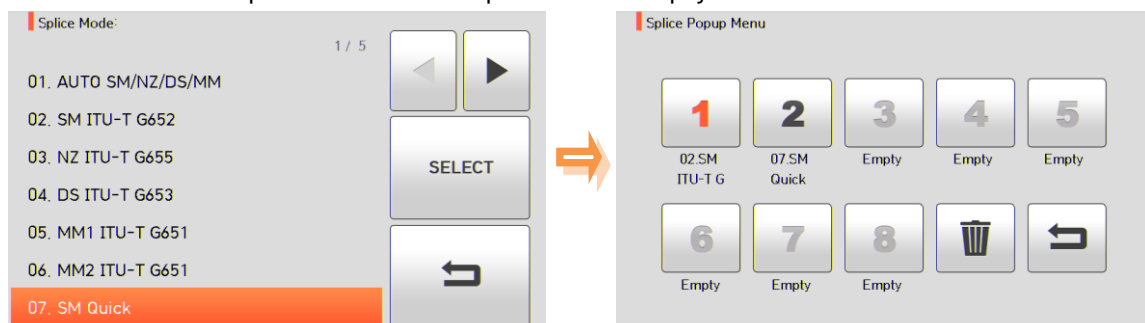 Splice Mode:
1 / 5
01. AUTO SM/NZ/DS/MM
02. SM ITU-T G652
03. NZ ITU-T G655
04. DS ITU-T G653
05. MM1 ITU-T G651
06. MM2 ITU-T G651
07. SM Quick
SELECT
Splice Popup Menu
1 2 3 4 5
02.SM 07.SM Empty Empty Empty
ITU-T G Quick
6 7 8
Empty Empty Empty